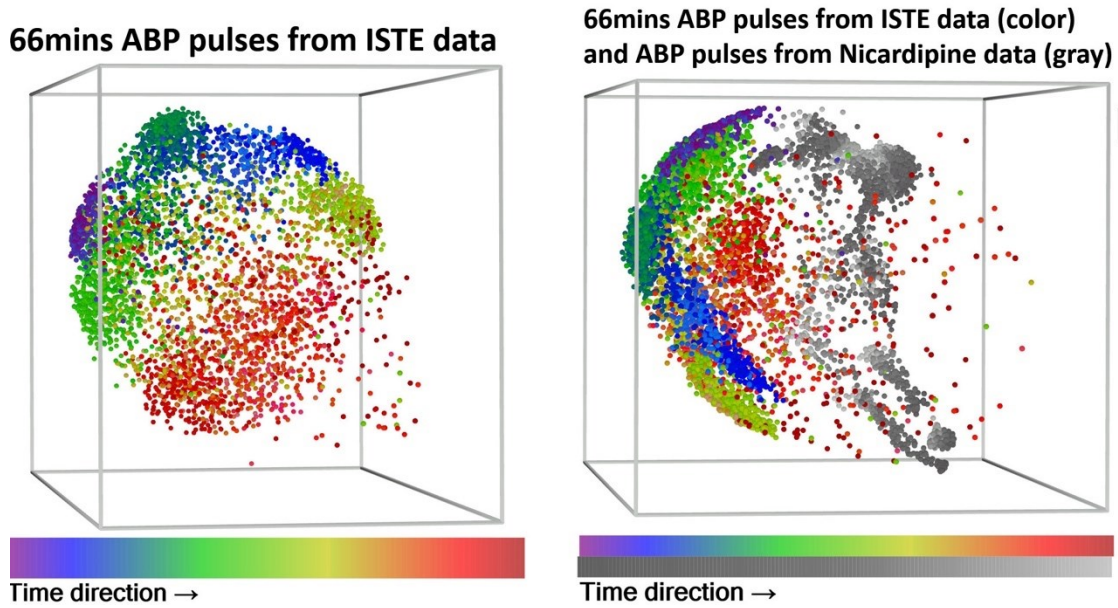 66mins ABP pulses from ISTE data
Time direction →
66mins ABP pulses from ISTE data (color)
and ABP pulses from Nicardipine data (gray)
Time direction →